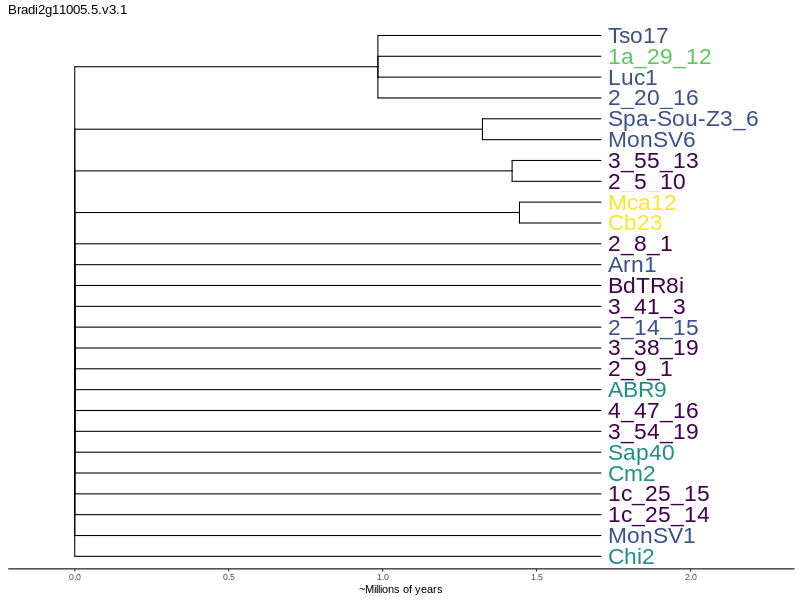 Bradi2g11005.5.v3.1
Tso17
1a_29_12
Luc1
2_20_16
Spa-Sou-Z3_6
MonSV6
3_55_13
2_5_10
Mca12
Cb23
2_8_1
Arn1
BdTR8i
3_41_3
2_14_15
3_38_19
2_9_1
ABR9
4_47_16
3_54_19
Sap40
Cm2
1c_25_15
1c_25_14
MonSV1
Chi2
0.0 0.5 1.0 1.5 2.0
~Millions of years